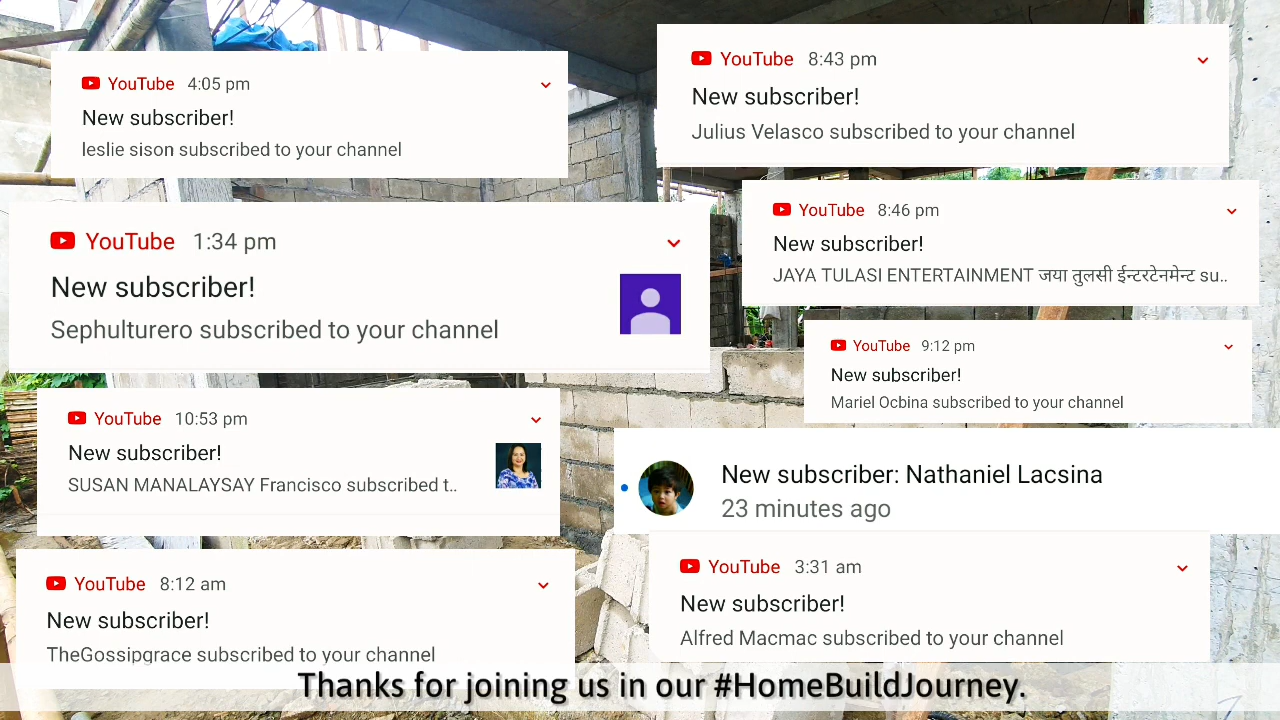 YouTube 4:05 pm
New subscriber!
leslie sison subscribed to your channel
YouTube 1:34 pm
New subscriber!
Sephulturero subscribed to your channel
YouTube 10:53 pm
New subscriber!
SUSAN MANALAYSAY Francisco subscribed t..
YouTube 8:12 am
New subscriber!
TheGossipgrace subscribed to your channel
YouTube 8:43 pm
New subscriber!
Julius Velasco subscribed to your channel
YouTube 8:46 pm
New subscriber!
JAYA TULASI ENTERTAINMENT जया तुलसी ईन्टरटेनमेन्ट su..
YouTube 9:12 pm
New subscriber!
Mariel Ocbina subscribed to your channel
New subscriber: Nathaniel Lacsina
23 minutes ago
YouTube 3:31 am
New subscriber!
Alfred Macmac subscribed to your channel
Thanks for joining us in our #HomeBuildJourney.